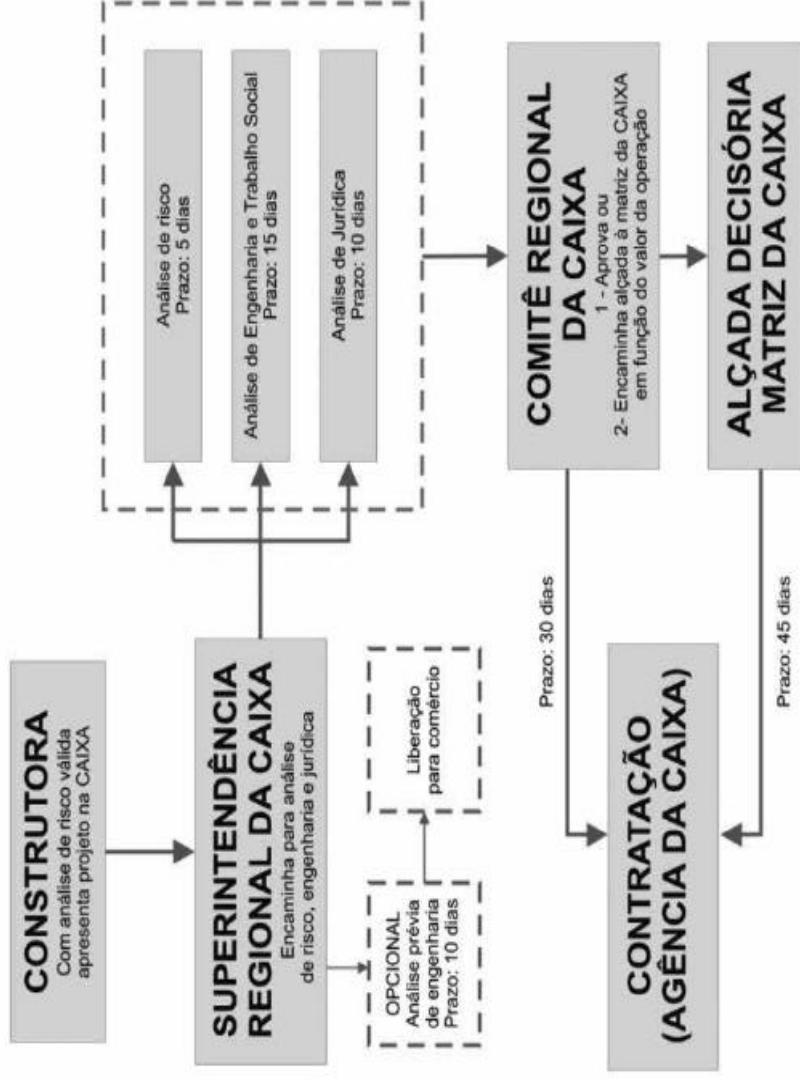 CONSTRUTORA
Com análise de risco válida
apresenta projeto na CAIXA
SUPERINTENDÊNCIA
REGIONAL DA CAIXA
Encaminha para análise
de risco, engenharia e jurídica
OPCIONAL
Análise prévia
de engenharia
Prazo: 10 dias
Liberação
para comércio
Análise de risco
Prazo: 5 dias
Análise de Engenharia e Trabalho Social
Prazo: 15 dias
Análise de Jurídica
Prazo: 10 dias
COMITÊ REGIONAL
DA CAIXA
1 - Aprova ou
2- Encaminha alçada à matriz da CAIXA
em função do valor da operação
ALÇADA DECISÓRIA
MATRIZ DA CAIXA
Prazo: 30 dias
Prazo: 45 dias
CONTRATAÇÃO
(AGÊNCIA DA CAIXA)